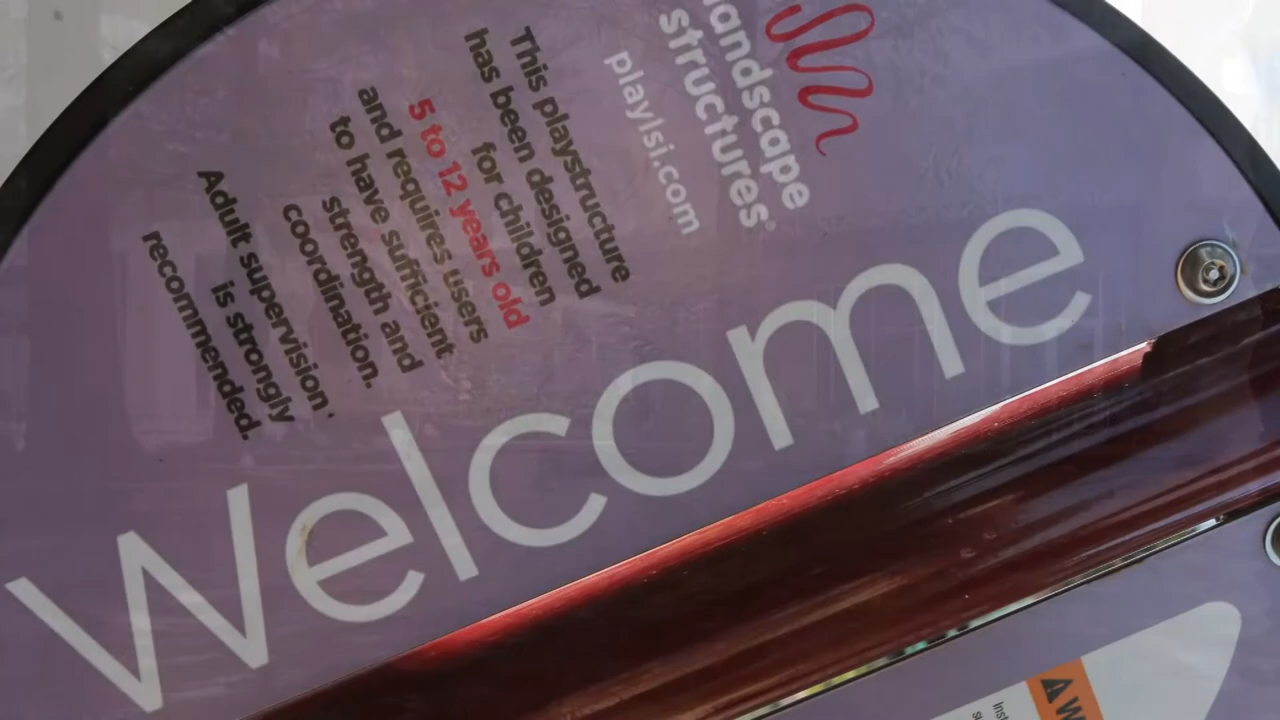 landscape
structures®
playlsi.com
This playstructure
has been designed
for children
5 to 12 years old
and requires users
to have sufficient
strength and
coordination.
Adult supervision
is strongly
recommended.
Welcome